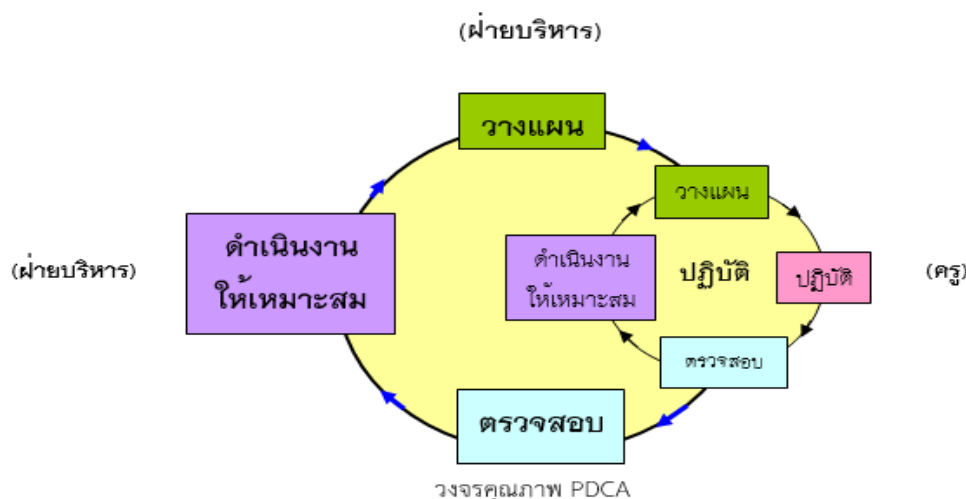 (ฝ่ายบริหาร)
วางแผน
วางแผน
(ฝ่ายบริหาร)
ดำเนินงาน
ให้เหมาะสม
ดำเนินงาน
ให้เหมาะสม
ปฏิบัติ
ปฏิบัติ
(ครู)
ตรวจสอบ
ตรวจสอบ
วงจรคุณภาพ PDCA